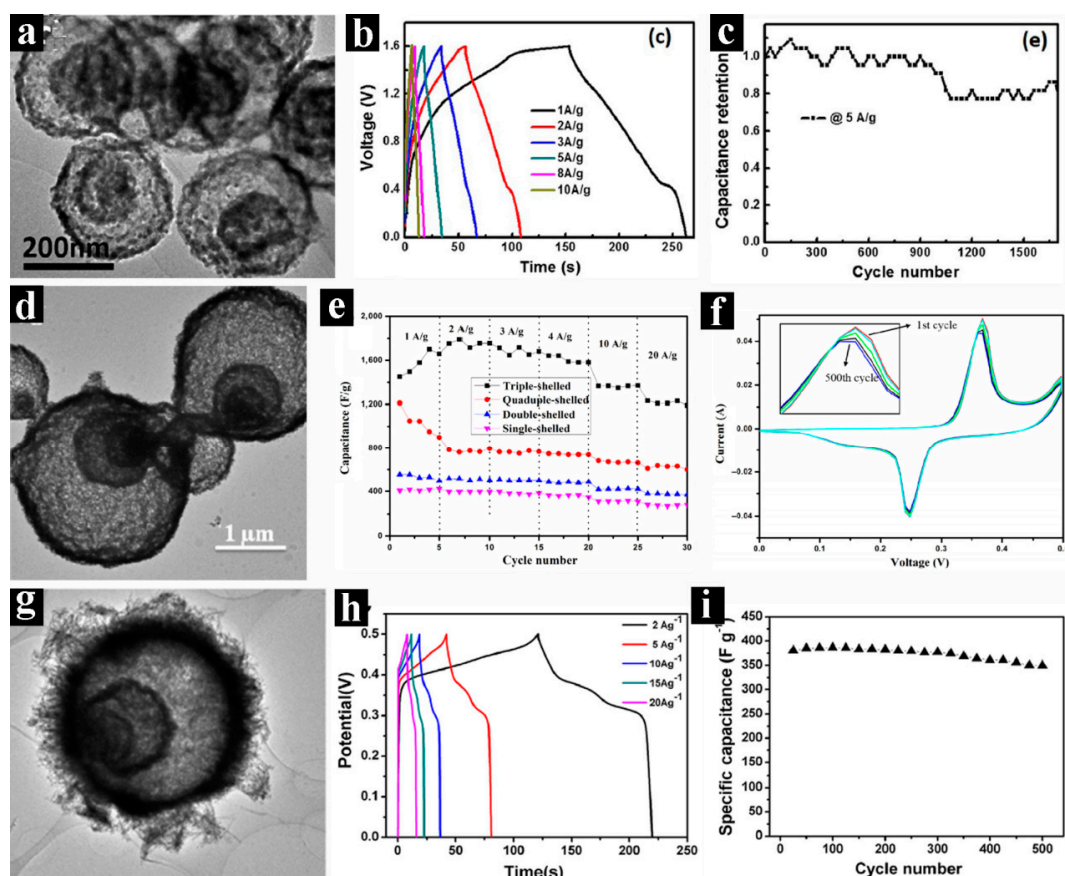 a
200nm
b
(c)
1.6
1.2
0.8
0.4
0.0
Voltage (V)
1A/g
2A/g
3A/g
5A/g
8A/g
10A/g
0 50 100 150 200 250
Time (s)
c
(e)
1.0
0.8
0.6
0.4
0.2
0.0
Capacitance retention
@ 5 A/g
0 300 600 900 1200 1500
Cycle number
d
1 μm
e
2,000
1,600
1,200
800
400
0
Capacitance (F/g)
1 A/g
2 A/g
3 A/g
4 A/g
10 A/g
20 A/g
Triple-shelled
Quaduple-shelled
Double-shelled
Single-shelled
0 5 10 15 20 25 30
Cycle number
f
0.04
0.02
0.00
−0.02
−0.04
Current (A)
1st cycle
500th cycle
0.0 0.1 0.2 0.3 0.4 0.5
Voltage (V)
g
h
0.5
0.4
0.3
0.2
0.1
0.0
Potential(V)
2 Ag⁻¹
5 Ag⁻¹
10Ag⁻¹
15Ag⁻¹
20Ag⁻¹
0 50 100 150 200 250
Time(s)
i
450
400
350
300
250
200
150
100
50
0
Specific capacitance (F g⁻¹)
0 100 200 300 400 500
Cycle number